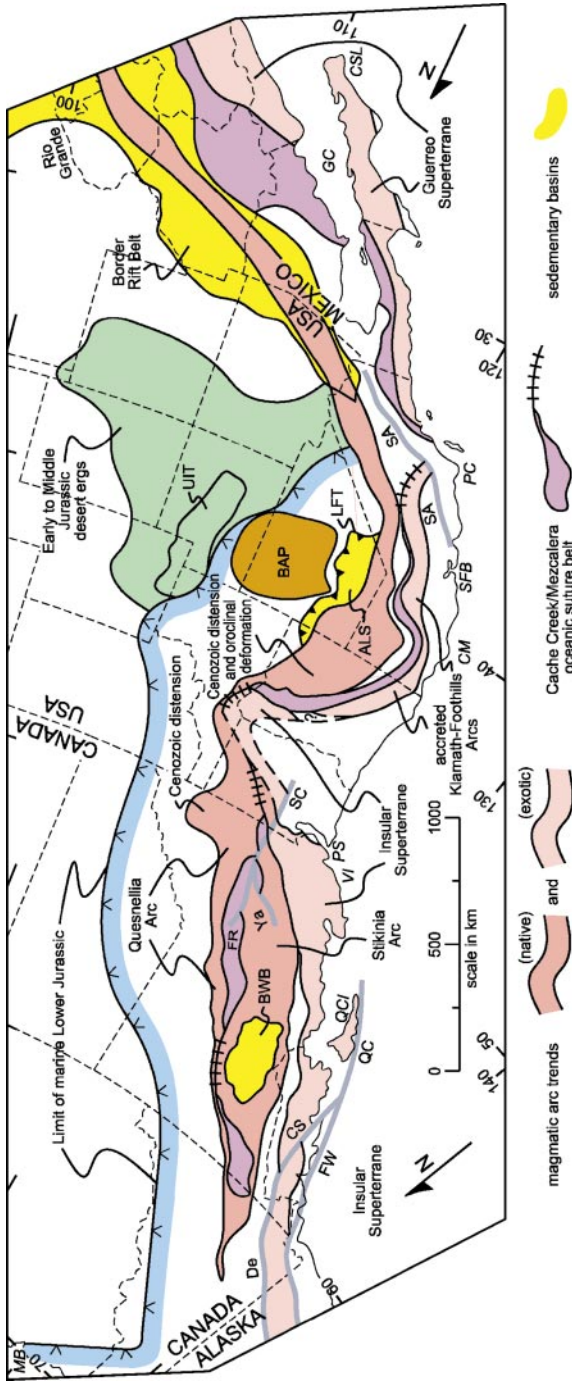 MB
70
CANADA
ALASKA
60
De
Limit of marine Lower Jurassic
CANADA
USA
Quesnellia
Arc
Cenozoic distension
Cenozoic distension
and oroclinal
deformation
Early to Middle
Jurassic
desert ergs
UIT
BAP
LFT
ALS
Border
Rift Belt
Rio
Grande
100
110
USA
MEXICO
GC
CSL
N
Guerreo
Superterrane
SA
SA
PC
30
120
SFB
CM
40
accreted
Klamath-Foothills
Arcs
130
Insular
Superterrane
SC
PS
VI
Stikinia
Arc
FR
Ya
BWB
QCI
QC
50
140
CS
FW
Insular
Superterrane
N
?
0 500 1000
scale in km
magmatic arc trends
(native)
and
(exotic)
Cache Creek/Mezcalera
oceanic suture belt
sedementary basins